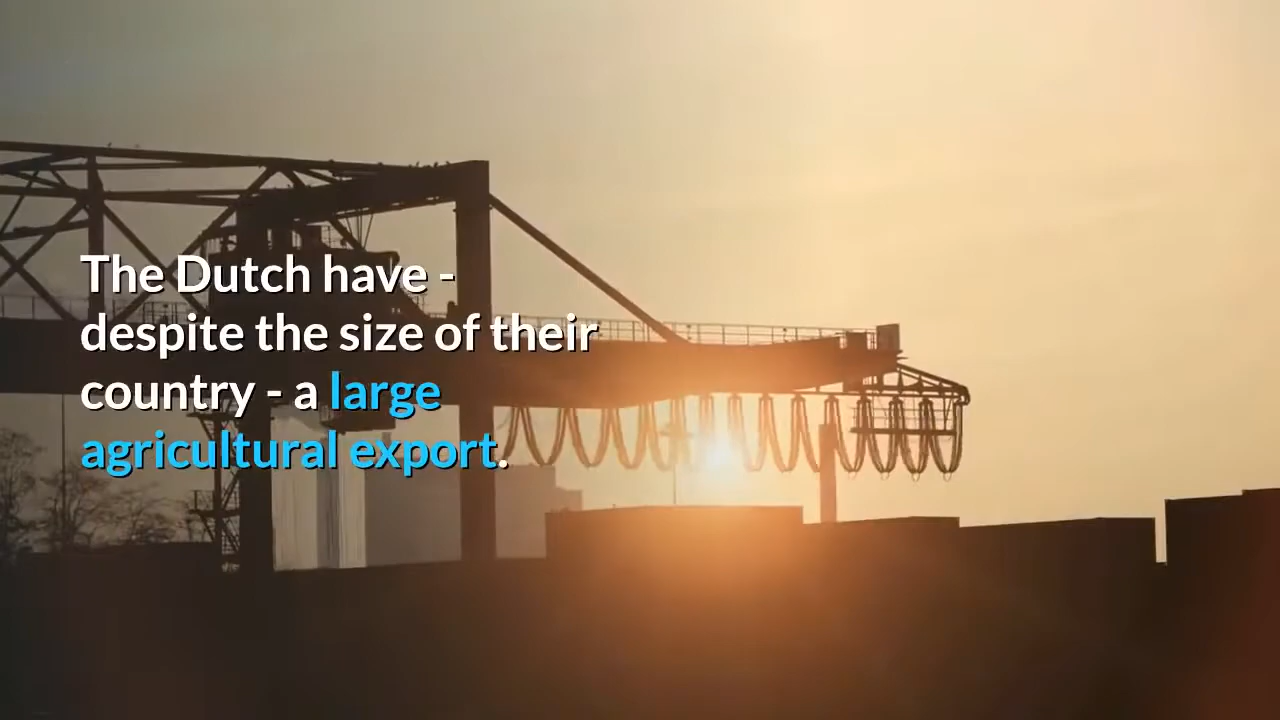 The Dutch have -
despite the size of their
country - a large
agricultural export.